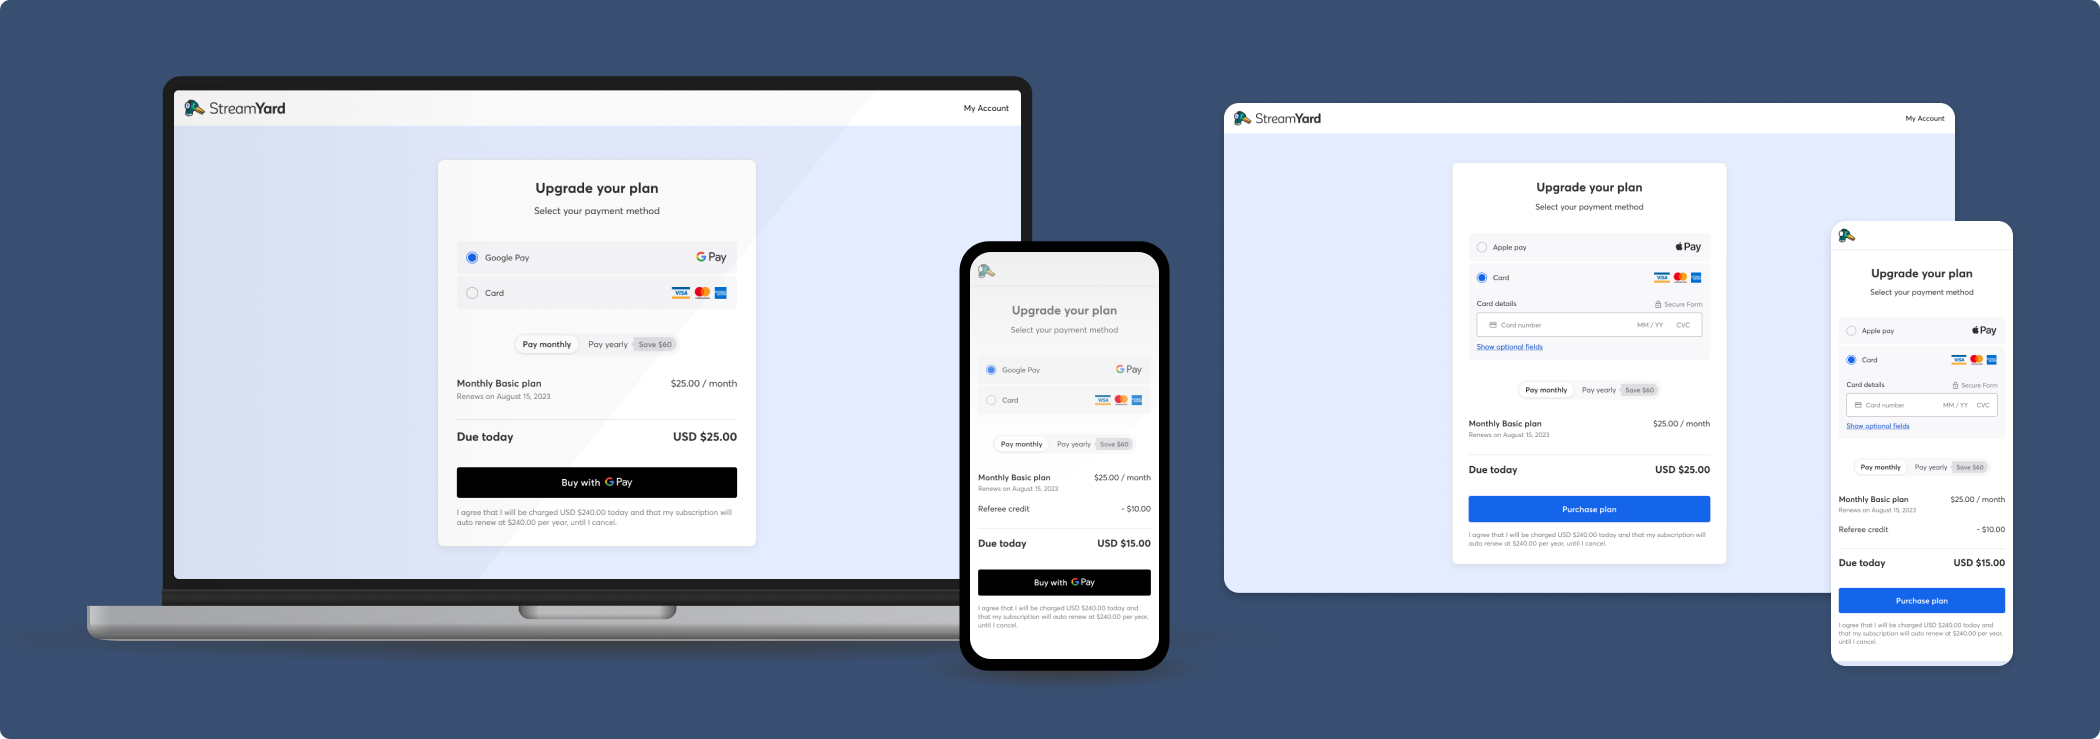 StreamYard
My Account
Upgrade your plan
Select your payment method
Google Pay
G Pay
Card
VISA
Pay monthly
Pay yearly
Save $60
Monthly Basic plan
$25.00 / month
Renews on August 15, 2023
Due today
USD $25.00
Buy with G Pay
I agree that I will be charged USD $240.00 today and that my subscription will
auto renew at $240.00 per year, until I cancel.
Upgrade your plan
Select your payment method
Google Pay
G Pay
Card
VISA
Pay monthly
Pay yearly
Save $60
Monthly Basic plan
$25.00 / month
Renews on August 15, 2023
Referee credit
- $10.00
Due today
USD $15.00
Buy with G Pay
I agree that I will be charged USD $240.00 today and
that my subscription will auto renew at $240.00 per year,
until I cancel.
StreamYard
My Account
Upgrade your plan
Select your payment method
Apple pay
Pay
Card
VISA
Card details
Secure Form
Card number
MM / YY
CVC
Show optional fields
Pay monthly
Pay yearly
Save $60
Monthly Basic plan
$25.00 / month
Renews on August 15, 2023
Due today
USD $25.00
Purchase plan
I agree that I will be charged USD $240.00 today and that my subscription will
auto renew at $240.00 per year, until I cancel.
Upgrade your plan
Select your payment method
Apple pay
Pay
Card
VISA
Card details
Secure Form
Card number
MM / YY
CVC
Show optional fields
Pay monthly
Pay yearly
Save $60
Monthly Basic plan
$25.00 / month
Renews on August 15, 2023
Referee credit
- $10.00
Due today
USD $15.00
Purchase plan
I agree that I will be charged USD $240.00 today and
that my subscription will auto renew at $240.00 per year,
until I cancel.